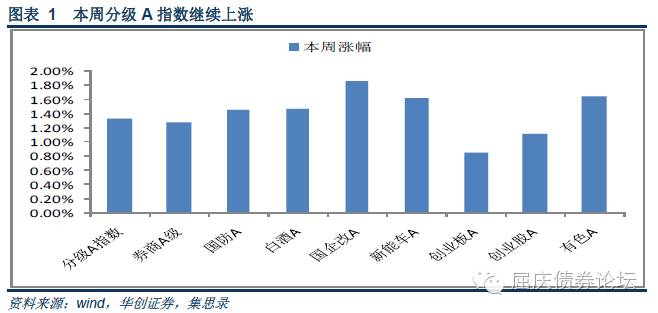 图表 1 本周分级 A 指数继续上涨
本周涨幅
2.00%
1.80%
1.60%
1.40%
1.20%
1.00%
0.80%
0.60%
0.40%
0.20%
0.00%
分级A指数
券商A级
国防A
白酒A
国企改A
新能车A
创业板A
创业股A
有色A
屈庆债券论坛
资料来源：wind，华创证券，集思录